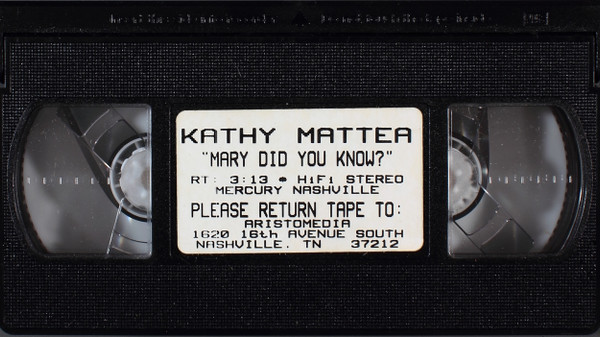 KATHY MATTEA
"MARY DID YOU KNOW?"
RT: 3:13 • HiFi STEREO
MERCURY NASHVILLE
PLEASE RETURN TAPE TO:
ARISTOMEDIA
1620 16th AVENUE SOUTH
NASHVILLE, TN 37212